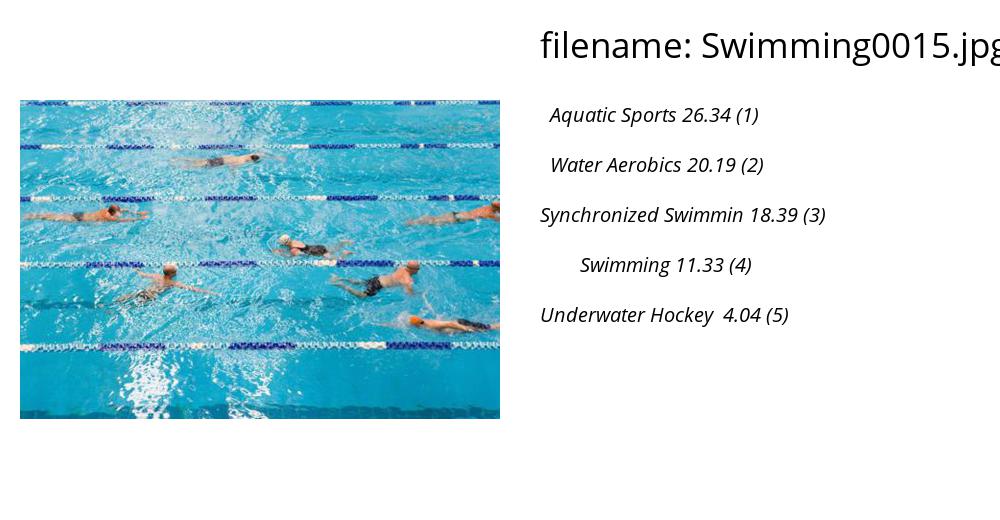 filename: Swimming0015.jpg
Aquatic Sports 26.34 (1)
Water Aerobics 20.19 (2)
Synchronized Swimmin 18.39 (3)
Swimming 11.33 (4)
Underwater Hockey 4.04 (5)